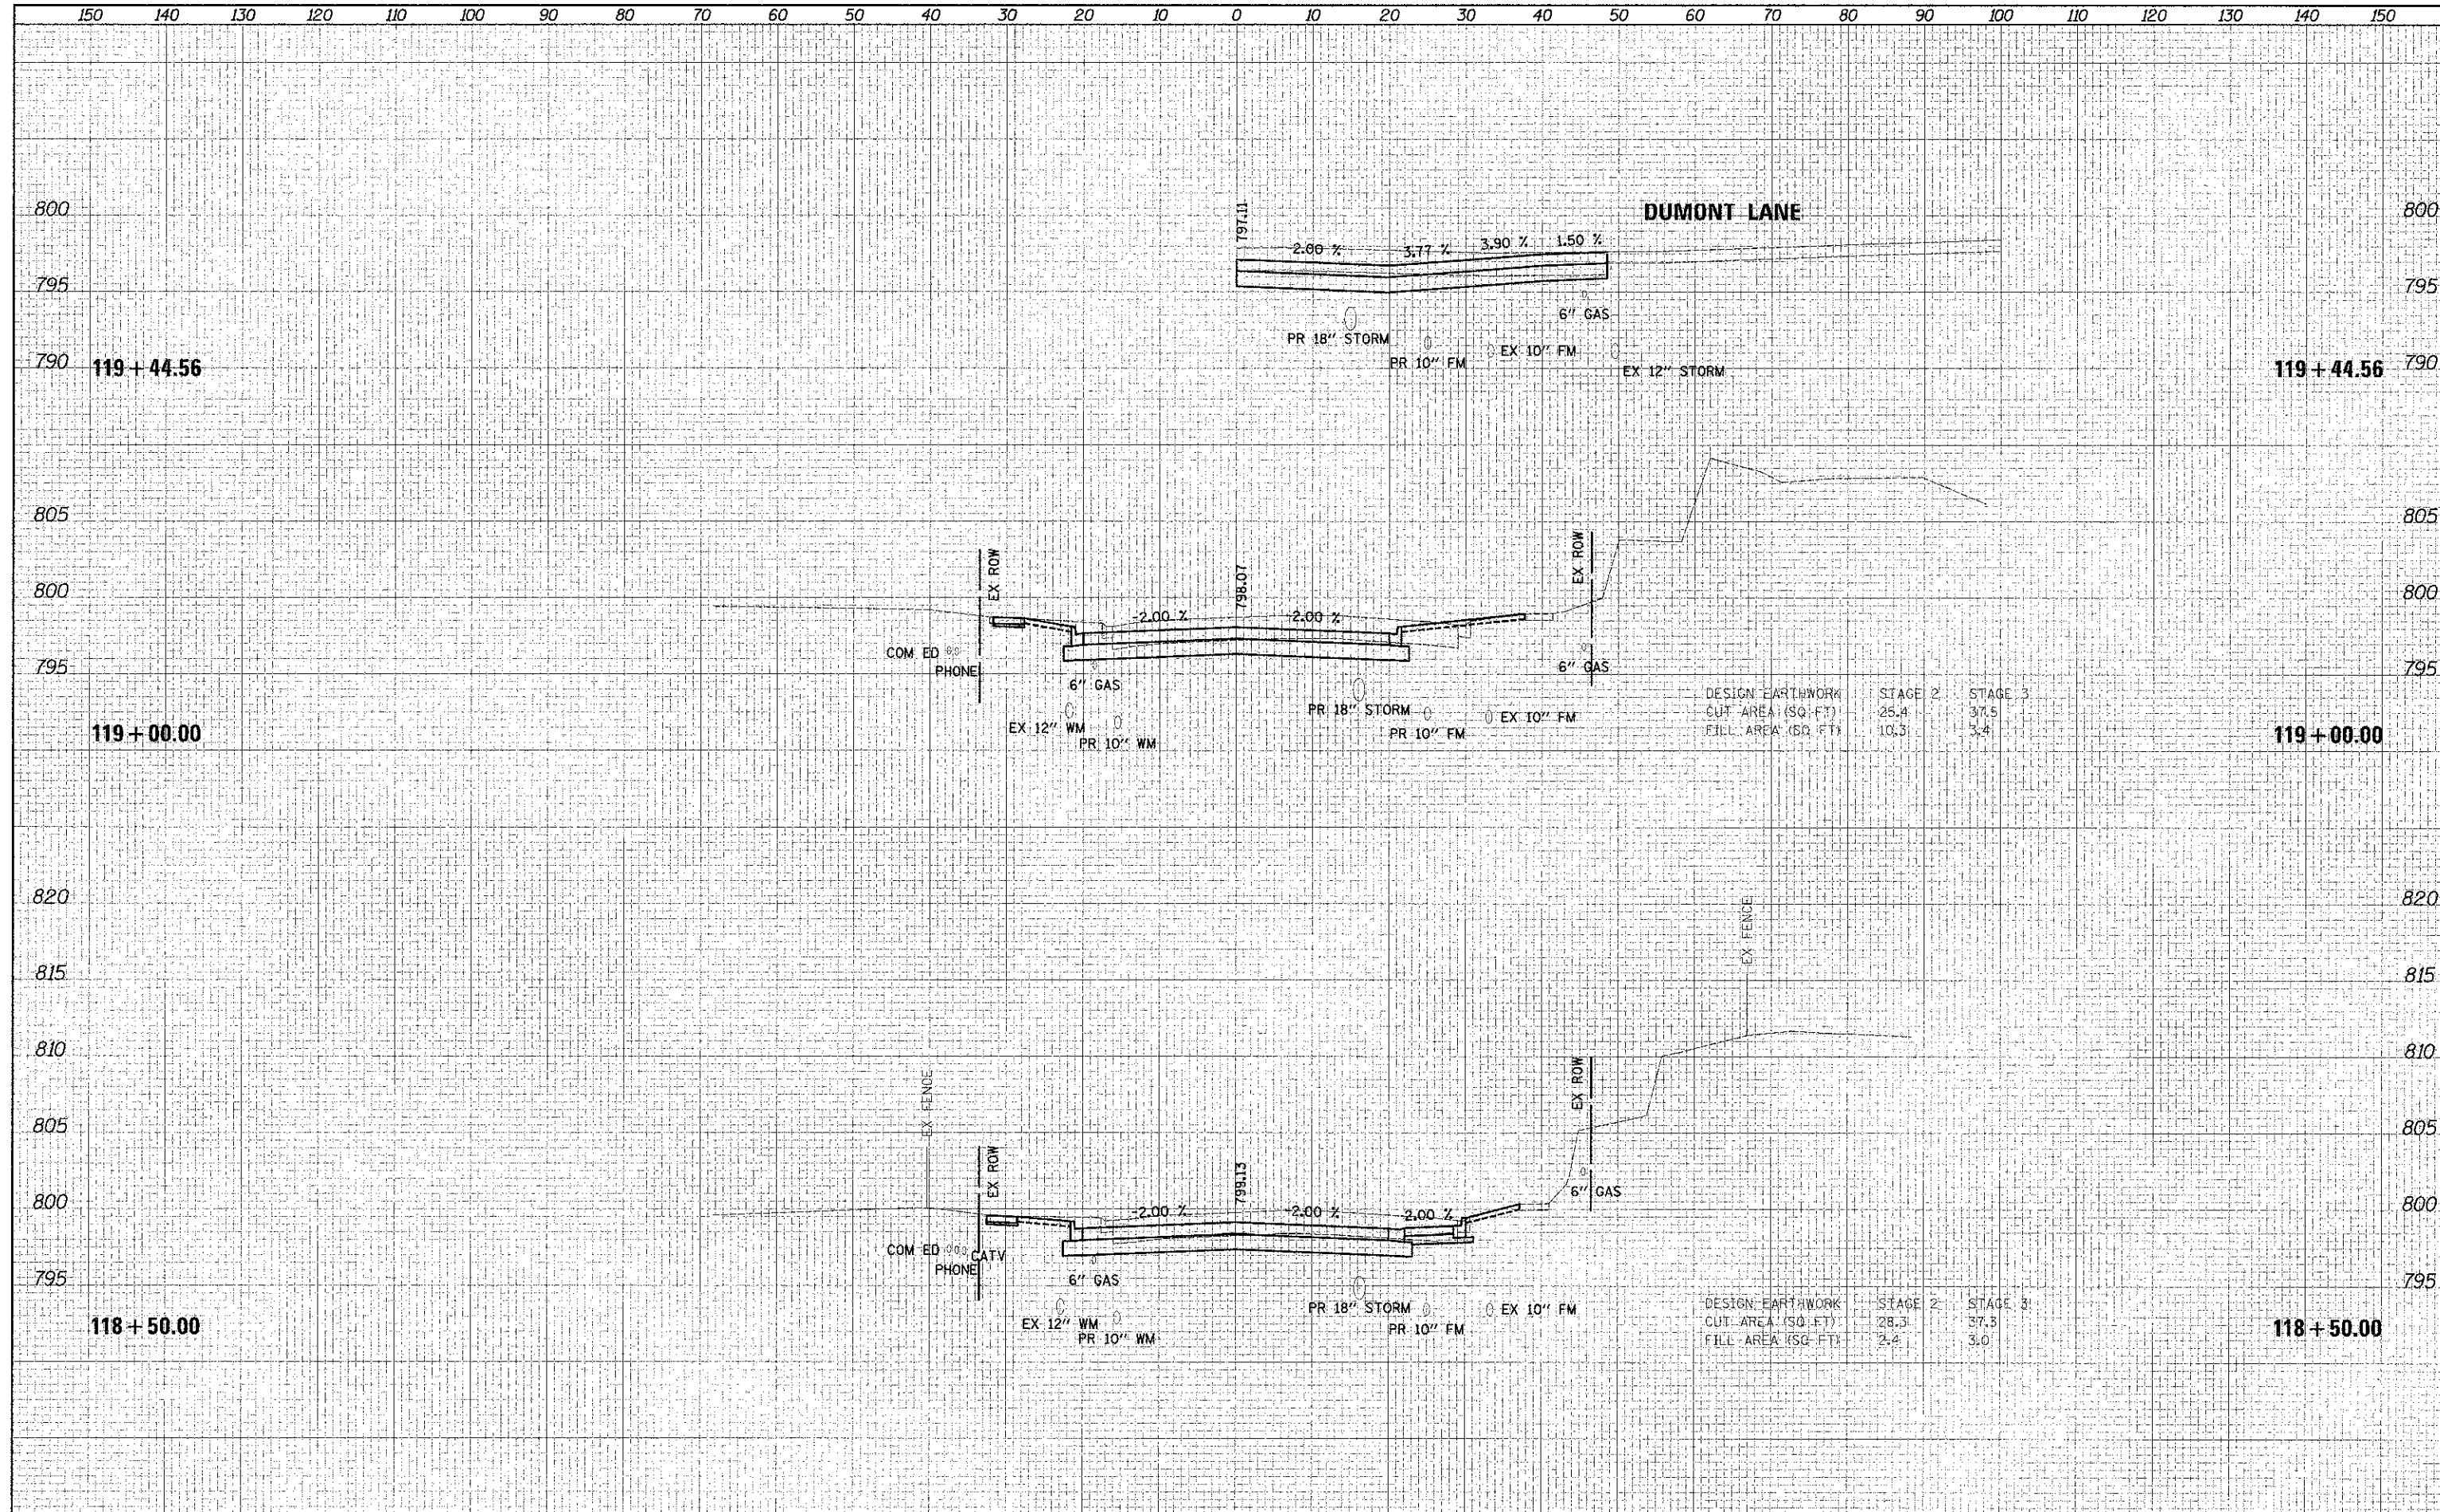 150 140 130 120 110 100 90 80 70 60 50 40 30 20 10 0 10 20 30 40 50 60 70 80 90 100 110 120 130 140 150
797.11
800 DUMONT LANE 800
2.00 % 3.77 % 3.90 % 1.50 %
795 795
6" GAS
PR 18" STORM
EX 10" FM
790 119 + 44.56 PR 10" FM 119 + 44.56 790
EX 12" STORM
805 805
EX ROW EX ROW
798.07
800 800
-2.00 % -2.00 %
COM ED
795 PHONE 6" GAS 795
6" GAS
DESIGN EARTHWORK STAGE 2 STAGE 3
PR 18" STORM CUT AREA (SQ FT) 25.4 37.5
EX 10" FM
EX 12" WM FILL AREA (SQ FT) 10.3 3.4
119 + 00.00 PR 10" FM 119 + 00.00
PR 10" WM
820 820
EX FENCE
815 815
810 810
EX ROW
EX FENCE
805 805
EX ROW
799.13
6" GAS
800 800
-2.00 % -2.00 % 2.00 %
COM ED CATV
PHONE
795 6" GAS 795
DESIGN EARTHWORK STAGE 2 STAGE 3
PR 18" STORM EX 10" FM
EX 12" WM CUT AREA (SQ FT) 28.3 37.3
118 + 50.00 PR 10" FM 118 + 50.00
PR 10" WM FILL AREA (SQ FT) 2.4 3.0